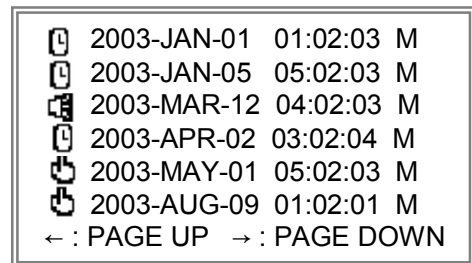 2003-JAN-01 01:02:03 M
2003-JAN-05 05:02:03 M
2003-MAR-12 04:02:03 M
2003-APR-02 03:02:04 M
2003-MAY-01 05:02:03 M
2003-AUG-09 01:02:01 M
← : PAGE UP → : PAGE DOWN